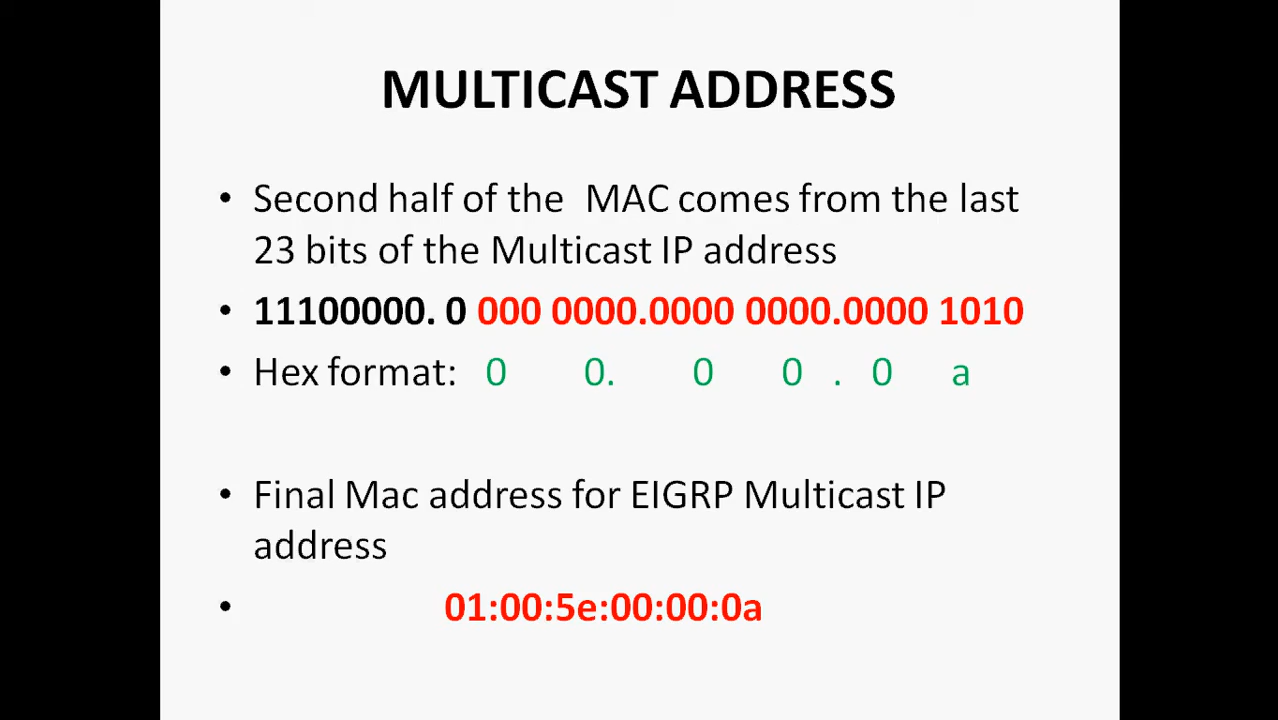 MULTICAST ADDRESS
• Second half of the MAC comes from the last
23 bits of the Multicast IP address
• 11100000. 0 000 0000.0000 0000.0000 1010
• Hex format: 0 0. 0 0 . 0 a
• Final Mac address for EIGRP Multicast IP
address
• 01:00:5e:00:00:0a